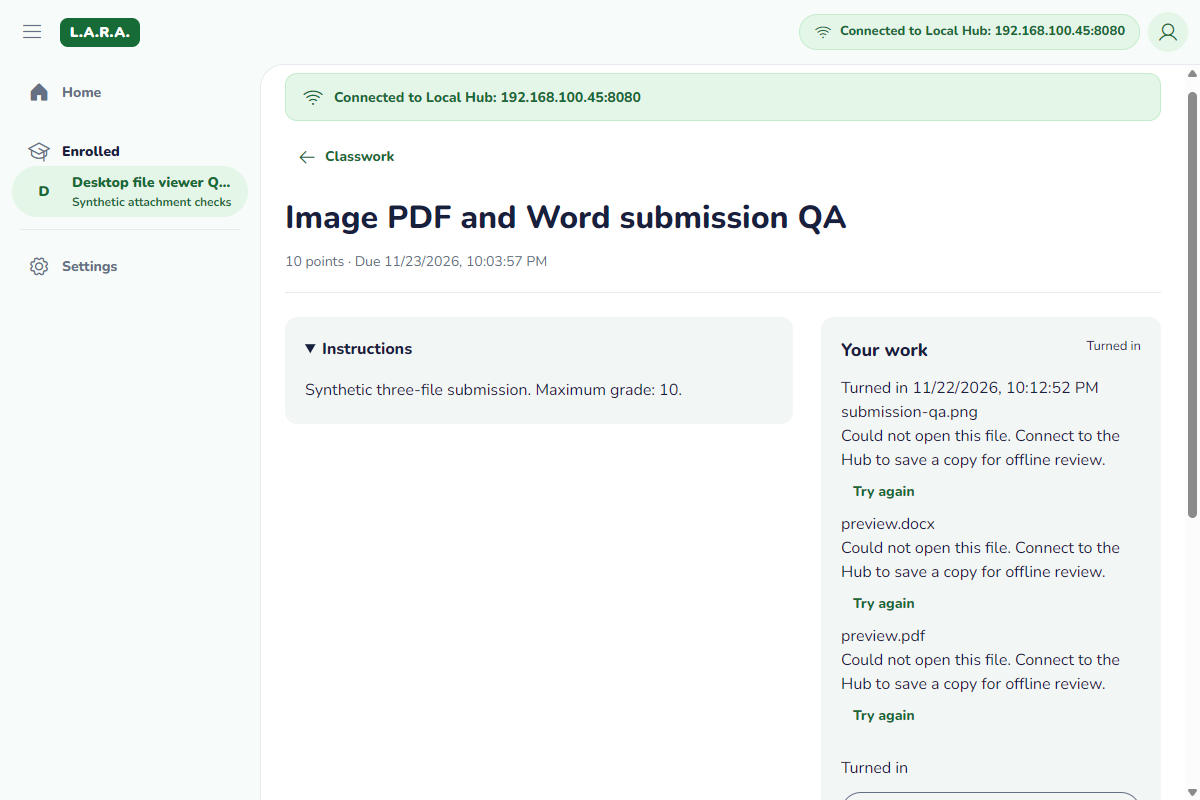 L.A.R.A.
Connected to Local Hub: 192.168.100.45:8080
Home
Enrolled
D
Desktop file viewer Q...
Synthetic attachment checks
Settings
Connected to Local Hub: 192.168.100.45:8080
Classwork
Image PDF and Word submission QA
10 points · Due 11/23/2026, 10:03:57 PM
Instructions
Synthetic three-file submission. Maximum grade: 10.
Your work
Turned in
Turned in 11/22/2026, 10:12:52 PM
submission-qa.png
Could not open this file. Connect to the
Hub to save a copy for offline review.
Try again
preview.docx
Could not open this file. Connect to the
Hub to save a copy for offline review.
Try again
preview.pdf
Could not open this file. Connect to the
Hub to save a copy for offline review.
Try again
Turned in